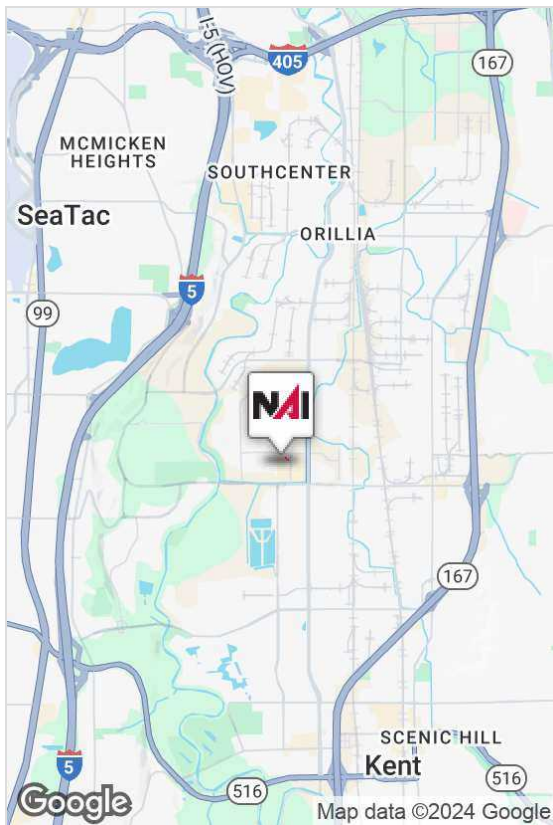 I-5 (HOV)
405
167
MCMICKEN
HEIGHTS
SOUTHCENTER
SeaTac
ORILLIA
5
99
NAI
167
SCENIC HILL
Kent
5
516
516
Google
Map data ©2024 Google